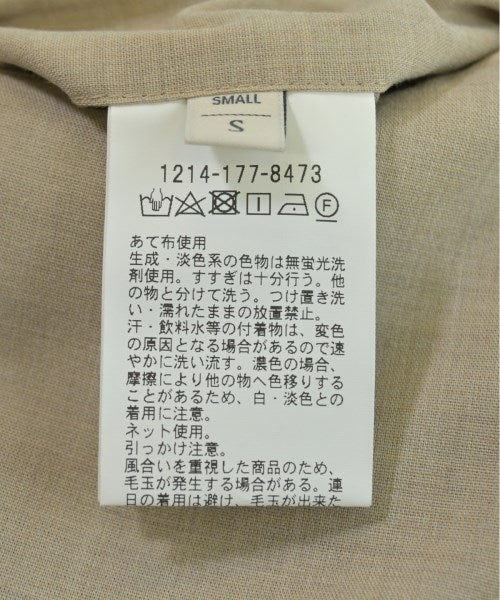 SMALL
S
1214-177-8473
F
あて布使用
生成・淡色系の色物は無蛍光洗
剤使用。すすぎは十分行う。他
の物と分けて洗う。つけ置き洗
い・濡れたままの放置禁止。
汗・飲料水等の付着物は、変色
の原因となる場合があるので速
やかに洗い流す。濃色の場合、
摩擦により他の物へ色移りする
ことがあるため、白・淡色との
着用に注意。
ネット使用。
引っかけ注意。
風合いを重視した商品のため、
毛玉が発生する場合がある。連
日の着用は避け、毛玉が出来た